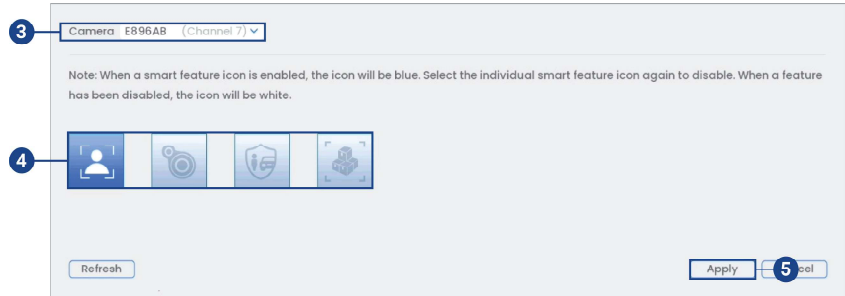 3 Camera E896AB (Channel 7)
Note: When a smart feature icon is enabled, the icon will be blue. Select the individual smart feature icon again to disable. When a feature
has been disabled, the icon will be white.
4
Refresh Apply 5 cel